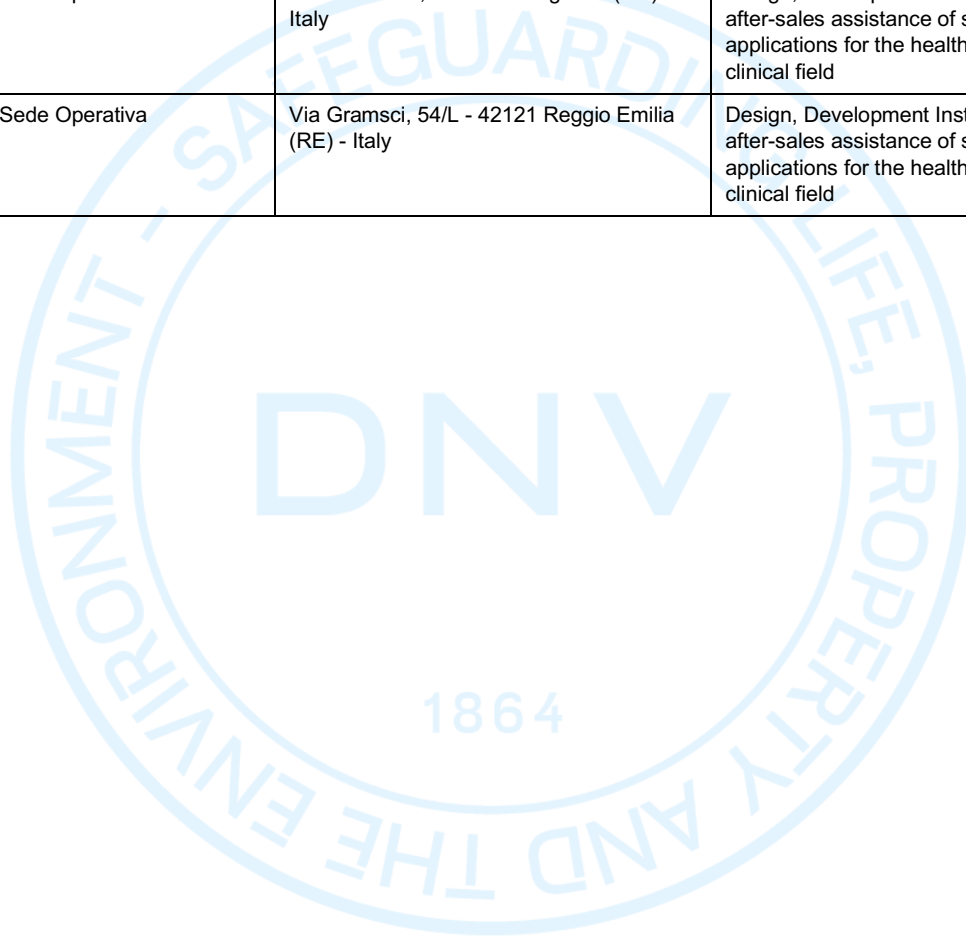 Italy
after-sales assistance of
applications for the health
clinical field
Sede Operativa
Via Gramsci, 54/L - 42121 Reggio Emilia
(RE) - Italy
Design, Development
after-sales assistance of
applications for the health
clinical field
SAFEGUARDING LIFE, PROPERTY AND THE ENVIRONMENT -
DNV
1864